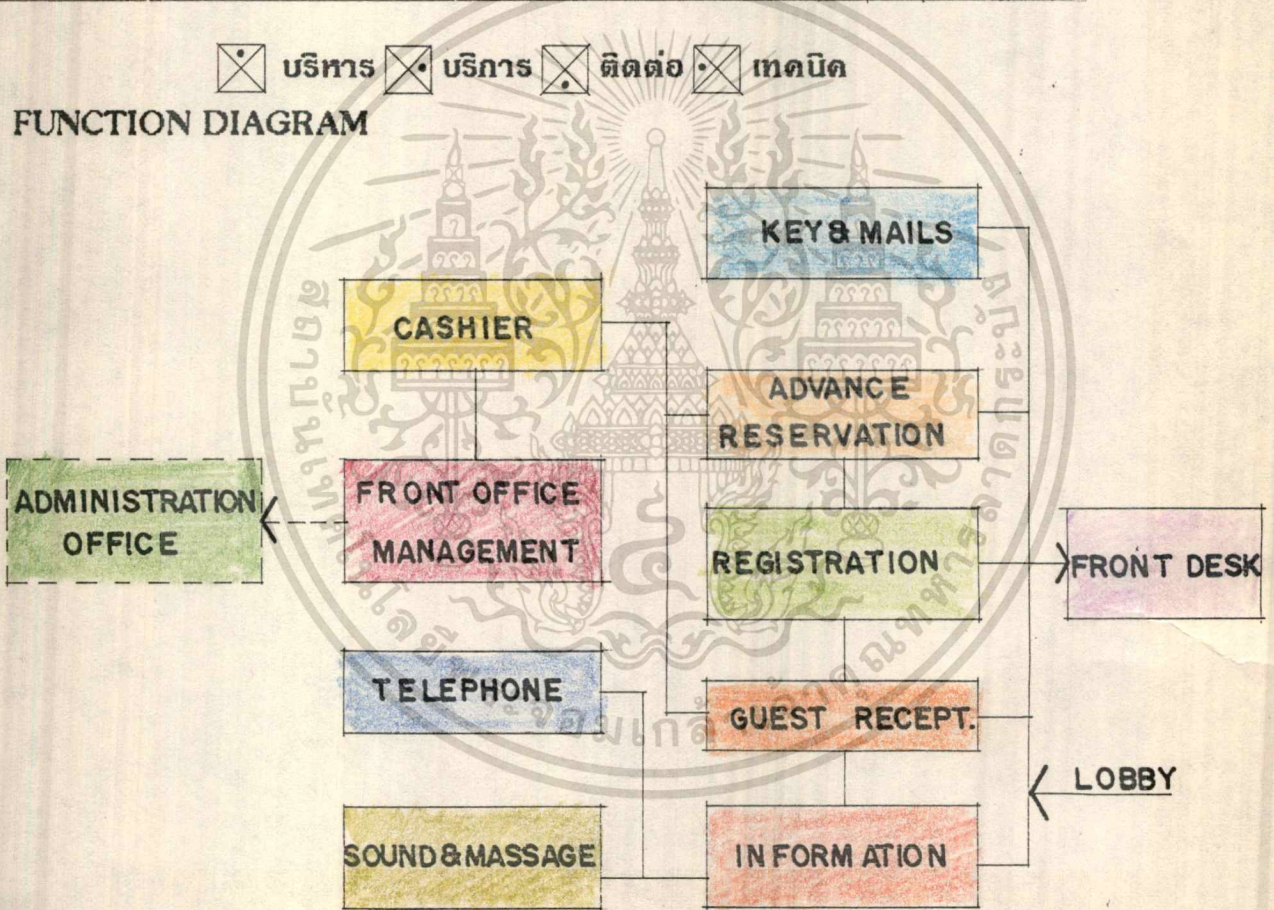 บริหาร บริการ ติดต่อ เทคนิค
FUNCTION DIAGRAM
KEY & MAILS
CASHIER
ADVANCE
RESERVATION
ADMINISTRATION
OFFICE
FRONT OFFICE
MANAGEMENT
REGISTRATION
FRONT DESK
TELEPHONE
GUEST RECEPT.
LOBBY
SOUND & MASSAGE
INFORMATION